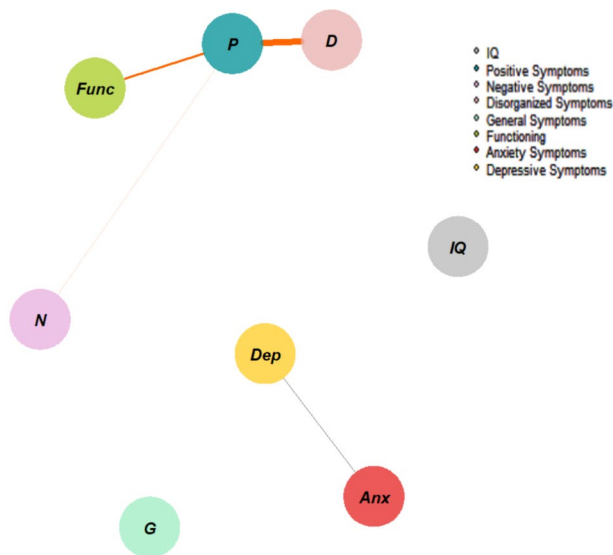 P
D
Func
IQ
Positive Symptoms
Negative Symptoms
Disorganized Symptoms
General Symptoms
Functioning
Anxiety Symptoms
Depressive Symptoms
IQ
N
Dep
Anx
G